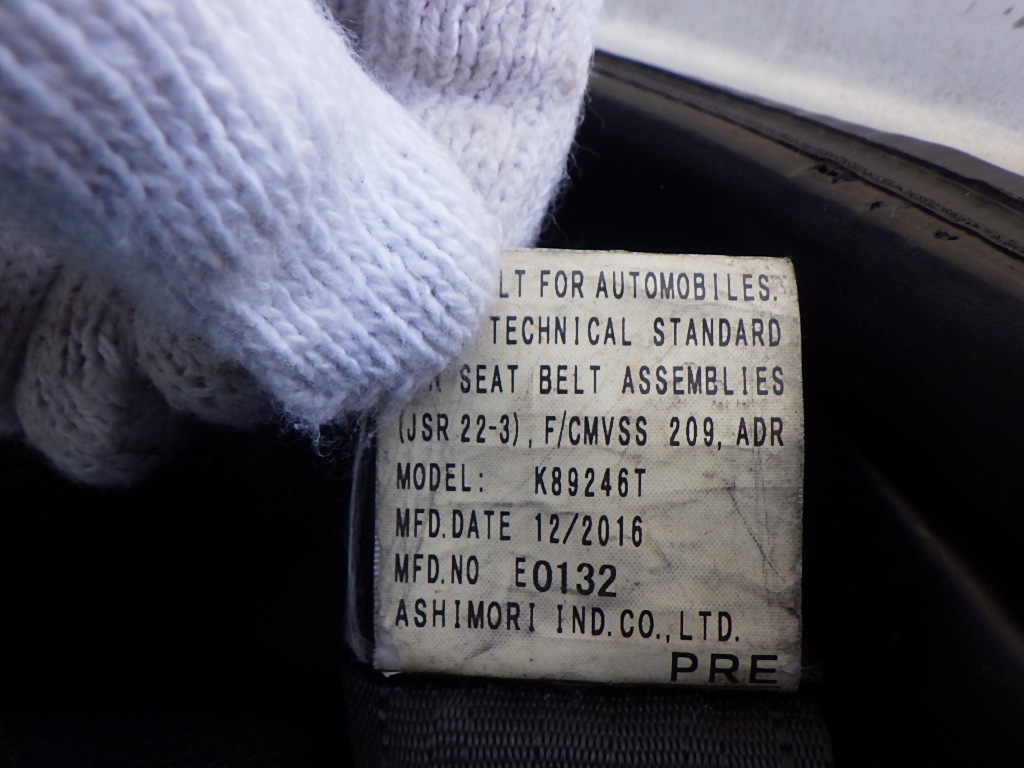 LT FOR AUTOMOBILES.
TECHNICAL STANDARD
SEAT BELT ASSEMBLIES
(JSR 22-3), F/CMVSS 209, ADR
MODEL: K89246T
MFD.DATE 12/2016
MFD.NO E0132
ASHIMORI IND.CO.,LTD.
PRE